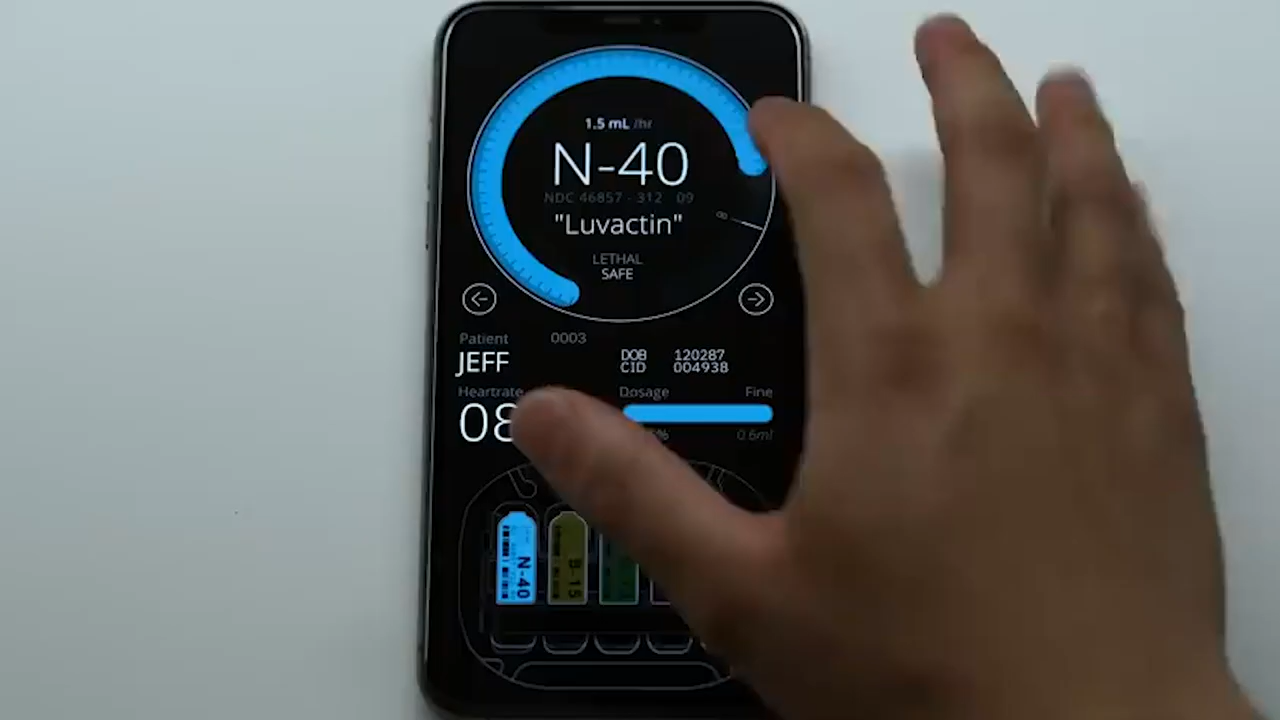 1.5 mL /hr
N-40
NDC 46857 - 312 09
"Luvactin"
LETHAL
SAFE
Patient 0003
JEFF
DOB 120287
CID 004938
Heartrate Dosage Fine
08
% 0.6ml
N-40
B-15